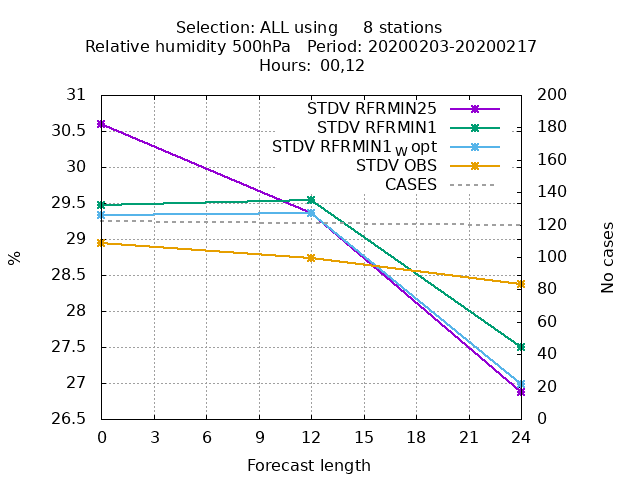 Selection: ALL using     8 stations
Relative humidity 500hPa   Period: 20200203-20200217
Hours:  00,12
STDV RFRMIN25
STDV RFRMIN1
STDV RFRMIN1 w opt
STDV OBS
CASES
31
30.5
30
29.5
29
28.5
28
27.5
27
26.5
200
180
160
140
120
100
80
60
40
20
0
%
No cases
0 3 6 9 12 15 18 21 24
Forecast length